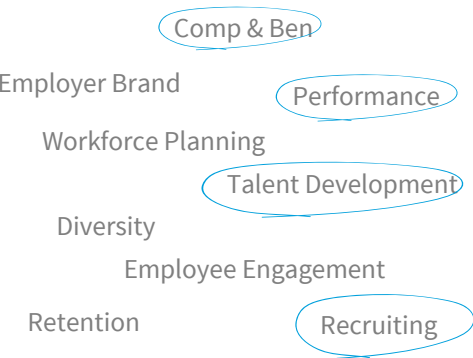 Comp & Ben
Employer Brand
Performance
Workforce Planning
Talent Development
Diversity
Employee Engagement
Retention
Recruiting